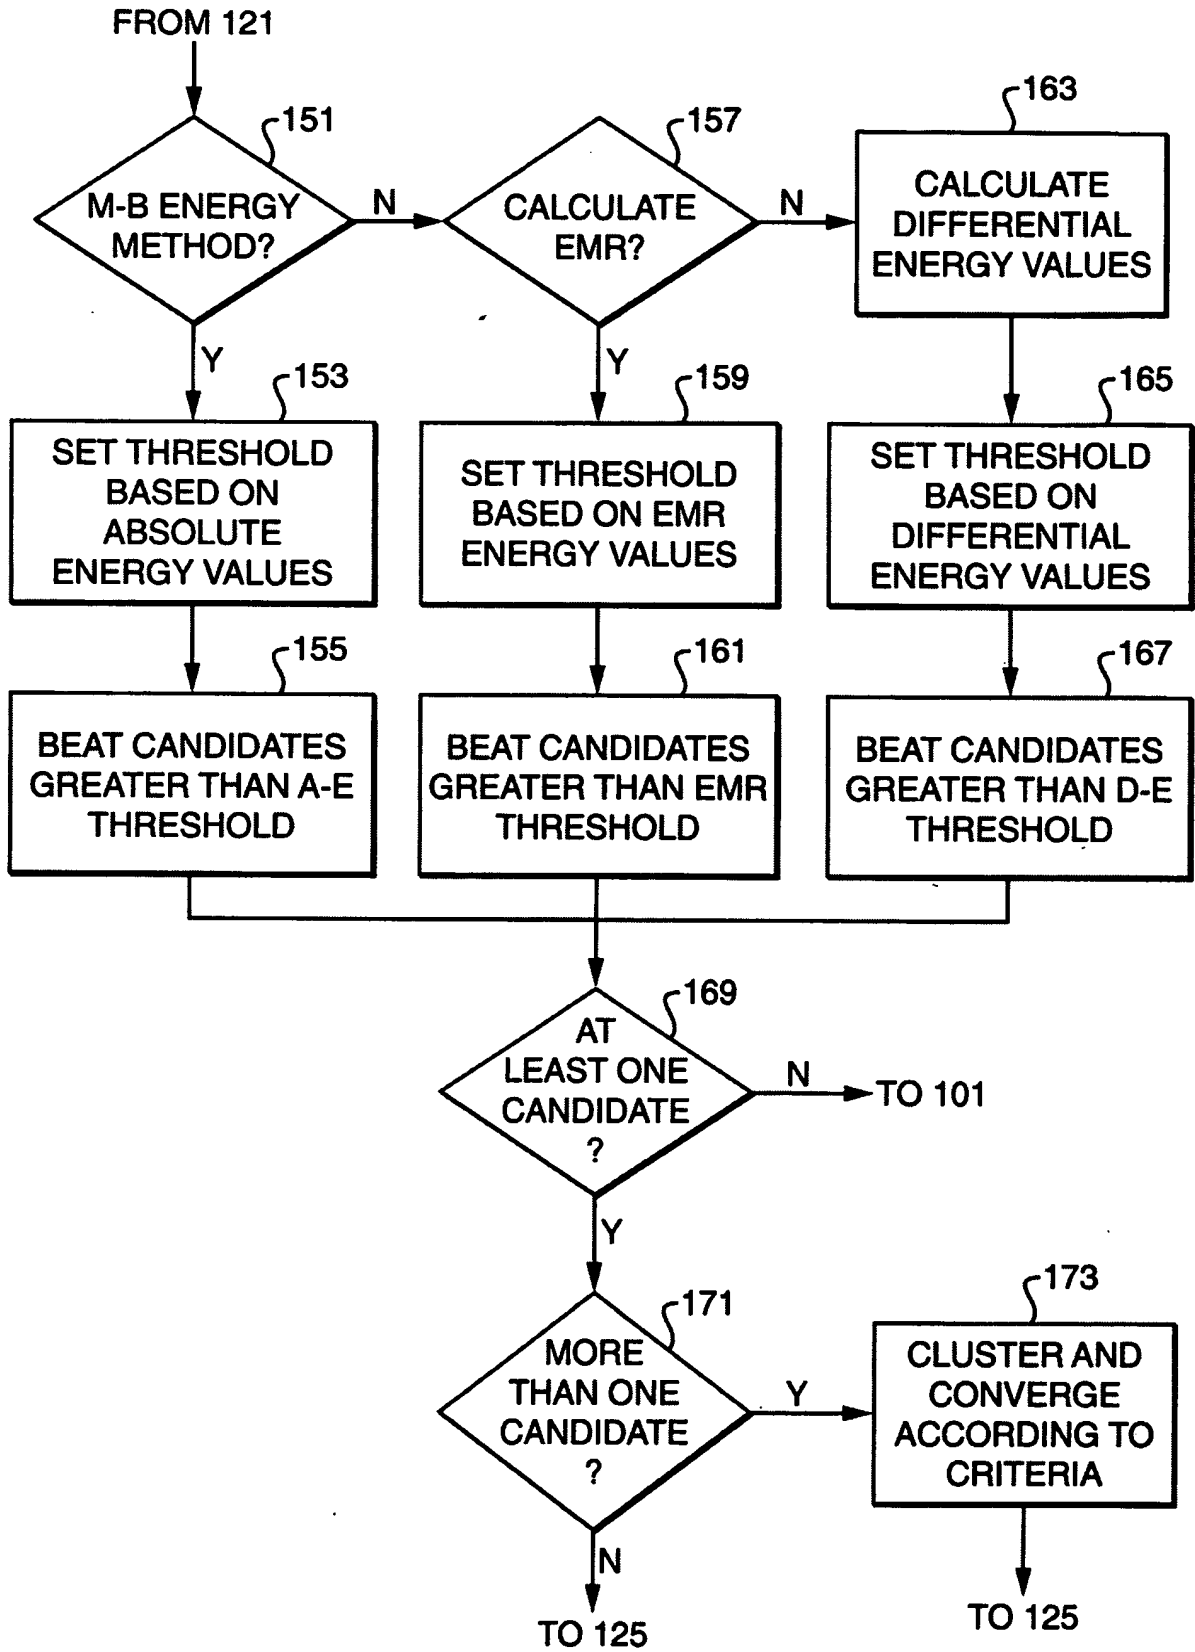 FROM 121
151
M-B ENERGY
METHOD?
N
Y
157
CALCULATE
EMR?
N
Y
163
CALCULATE
DIFFERENTIAL
ENERGY VALUES
153
SET THRESHOLD
BASED ON
ABSOLUTE
ENERGY VALUES
159
SET THRESHOLD
BASED ON EMR
ENERGY VALUES
165
SET THRESHOLD
BASED ON
DIFFERENTIAL
ENERGY VALUES
155
BEAT CANDIDATES
GREATER THAN A-E
THRESHOLD
161
BEAT CANDIDATES
GREATER THAN EMR
THRESHOLD
167
BEAT CANDIDATES
GREATER THAN D-E
THRESHOLD
169
AT
LEAST ONE
CANDIDATE
?
N
TO 101
Y
171
MORE
THAN ONE
CANDIDATE
?
Y
173
CLUSTER AND
CONVERGE
ACCORDING TO
CRITERIA
N
TO 125
TO 125